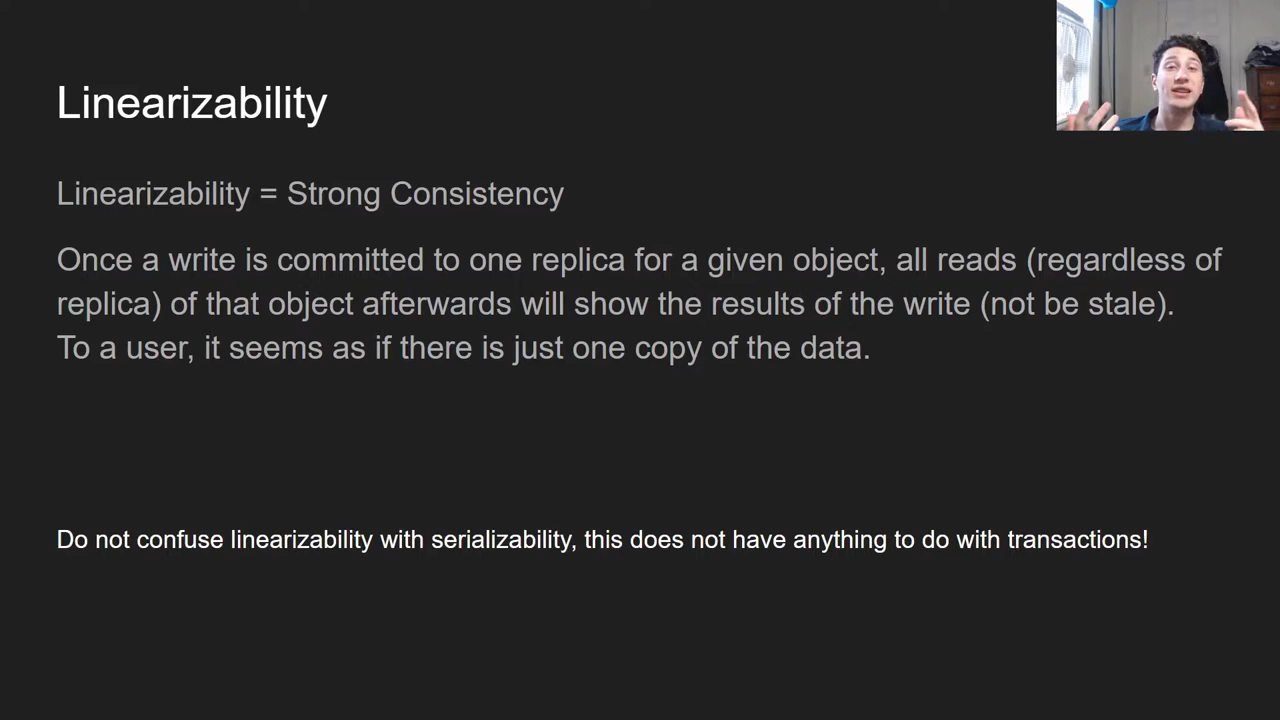 Linearizability
Linearizability = Strong Consistency
Once a write is committed to one replica for a given object, all reads (regardless of
replica) of that object afterwards will show the results of the write (not be stale).
To a user, it seems as if there is just one copy of the data.
Do not confuse linearizability with serializability, this does not have anything to do with transactions!